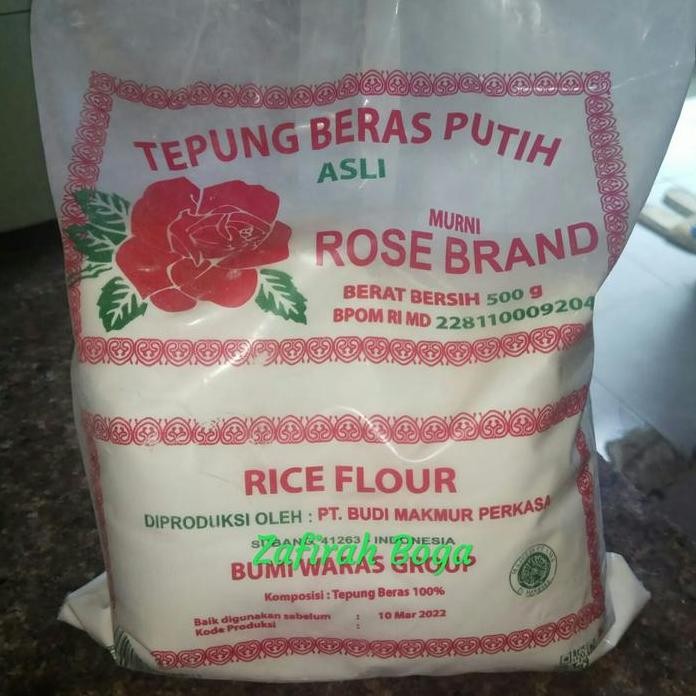 TEPUNG BERAS PUTIH
ASLI
MURNI
ROSE BRAND
BERAT BERSIH 500 g
BPOM RI MD 228110009204
RICE FLOUR
DIPRODUKSI OLEH : PT. BUDI MAKMUR PERKASA
SUBANG 41263, INDONESIA
Zafirah Boga
BUMI WARAS GROUP
Komposisi : Tepung Beras 100%
Baik digunakan sebelum : 10 Mar 2022
Kode Produksi :